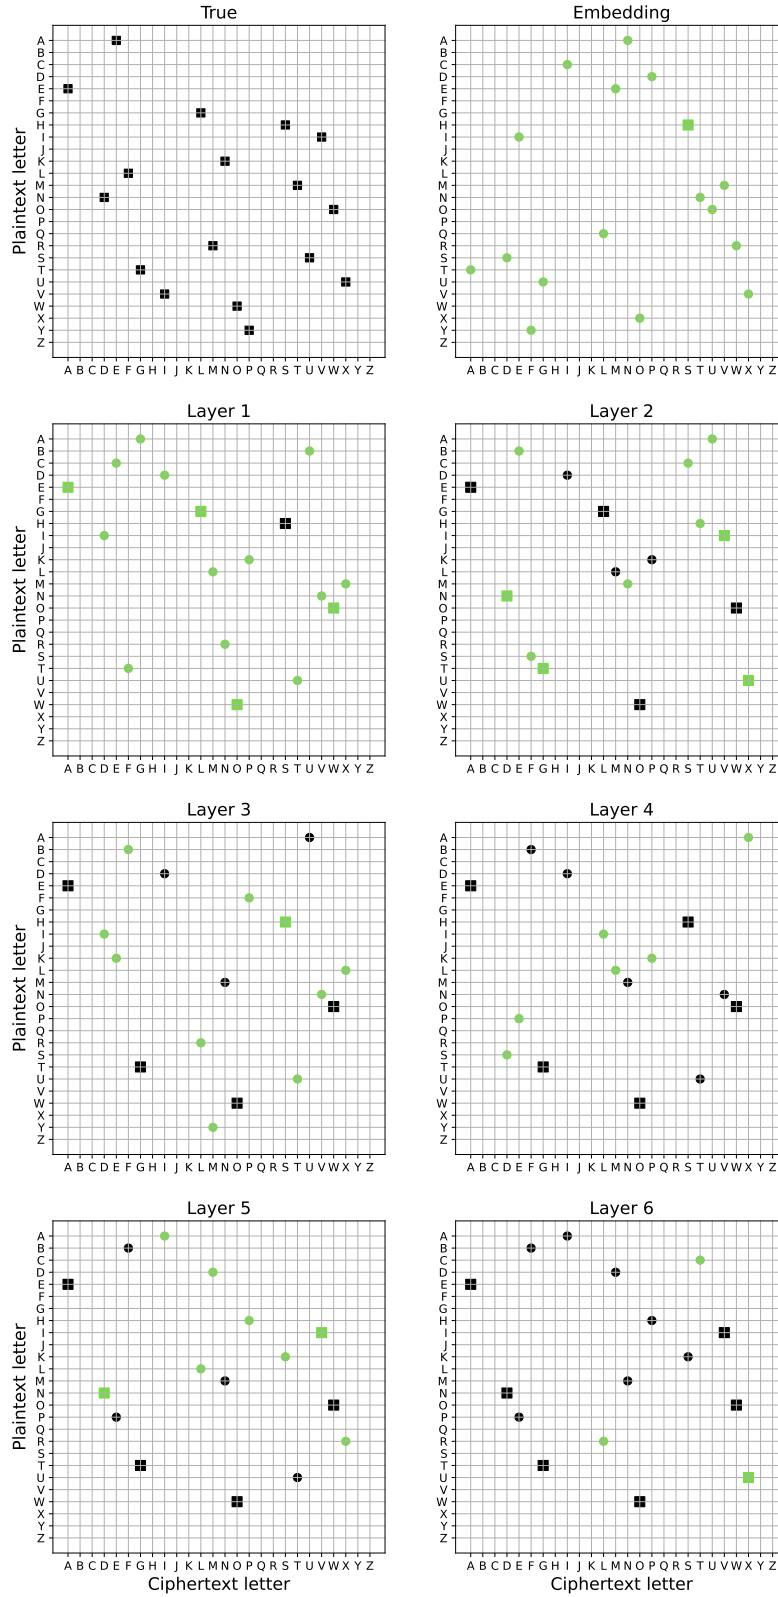 True
Plaintext letter
A B C D E F G H I J K L M N O P Q R S T U V W X Y Z
A B C D E F G H I J K L M N O P Q R S T U V W X Y Z
Embedding
A B C D E F G H I J K L M N O P Q R S T U V W X Y Z
A B C D E F G H I J K L M N O P Q R S T U V W X Y Z
Layer 1
Plaintext letter
A B C D E F G H I J K L M N O P Q R S T U V W X Y Z
A B C D E F G H I J K L M N O P Q R S T U V W X Y Z
Layer 2
A B C D E F G H I J K L M N O P Q R S T U V W X Y Z
A B C D E F G H I J K L M N O P Q R S T U V W X Y Z
Layer 3
Plaintext letter
A B C D E F G H I J K L M N O P Q R S T U V W X Y Z
A B C D E F G H I J K L M N O P Q R S T U V W X Y Z
Layer 4
A B C D E F G H I J K L M N O P Q R S T U V W X Y Z
A B C D E F G H I J K L M N O P Q R S T U V W X Y Z
Layer 5
Plaintext letter
A B C D E F G H I J K L M N O P Q R S T U V W X Y Z
A B C D E F G H I J K L M N O P Q R S T U V W X Y Z
Ciphertext letter
Layer 6
A B C D E F G H I J K L M N O P Q R S T U V W X Y Z
A B C D E F G H I J K L M N O P Q R S T U V W X Y Z
Ciphertext letter